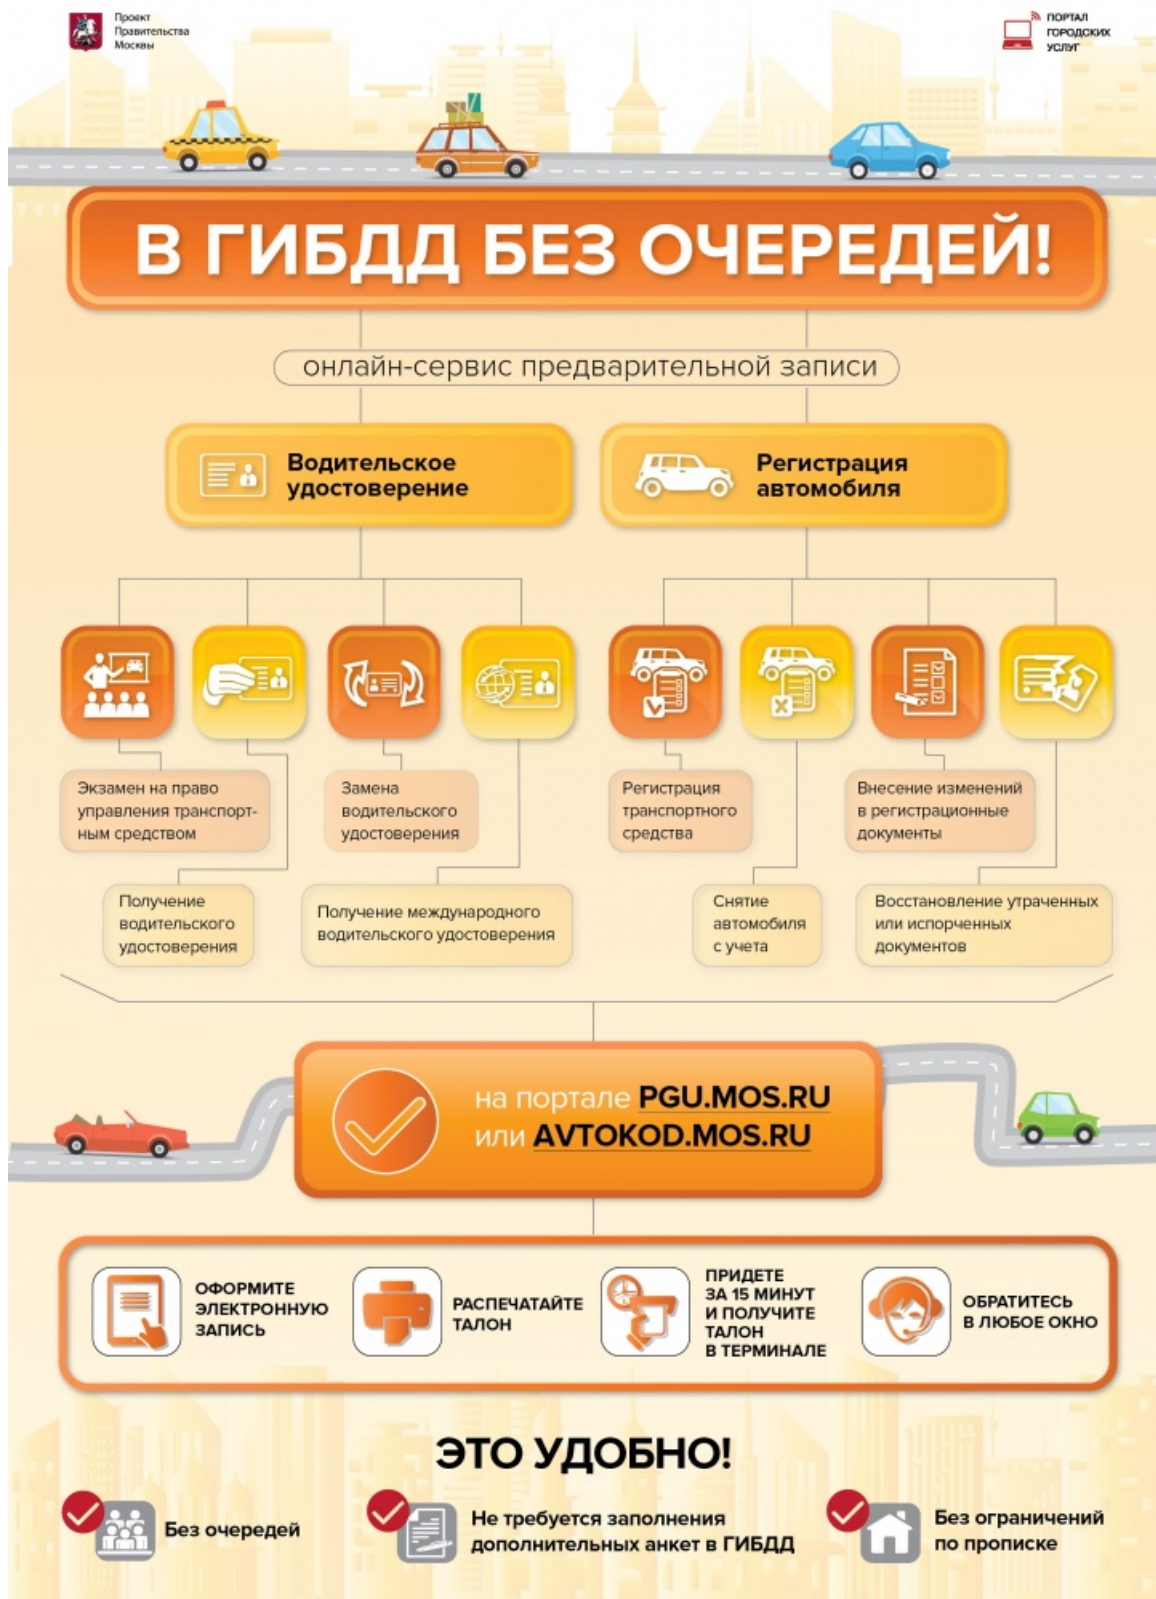 Проект
Правительства
Москвы
ПОРТАЛ
ГОРОДСКИХ
УСЛУГ
В ГИБДД БЕЗ ОЧЕРЕДЕЙ!
онлайн-сервис предварительной записи
Водительское
удостоверение
Регистрация
автомобиля
Экзамен на право
управления транспорт-
ным средством
Замена
водительского
удостоверения
Регистрация
транспортного
средства
Внесение изменений
в регистрационные
документы
Получение
водительского
удостоверения
Получение международного
водительского удостоверения
Снятие
автомобиля
с учета
Восстановление утраченных
или испорченных
документов
на портале PGU.MOS.RU
или AVTOKOD.MOS.RU
ОФОРМИТЕ
ЭЛЕКТРОННУЮ
ЗАПИСЬ
РАСПЕЧАТАЙТЕ
ТАЛОН
ПРИДЕТЕ
ЗА 15 МИНУТ
И ПОЛУЧИТЕ
ТАЛОН
В ТЕРМИНАЛЕ
ОБРАТИТЕСЬ
В ЛЮБОЕ ОКНО
ЭТО УДОБНО!
Без очередей
Не требуется заполнения
дополнительных анкет в ГИБДД
Без ограничений
по прописке